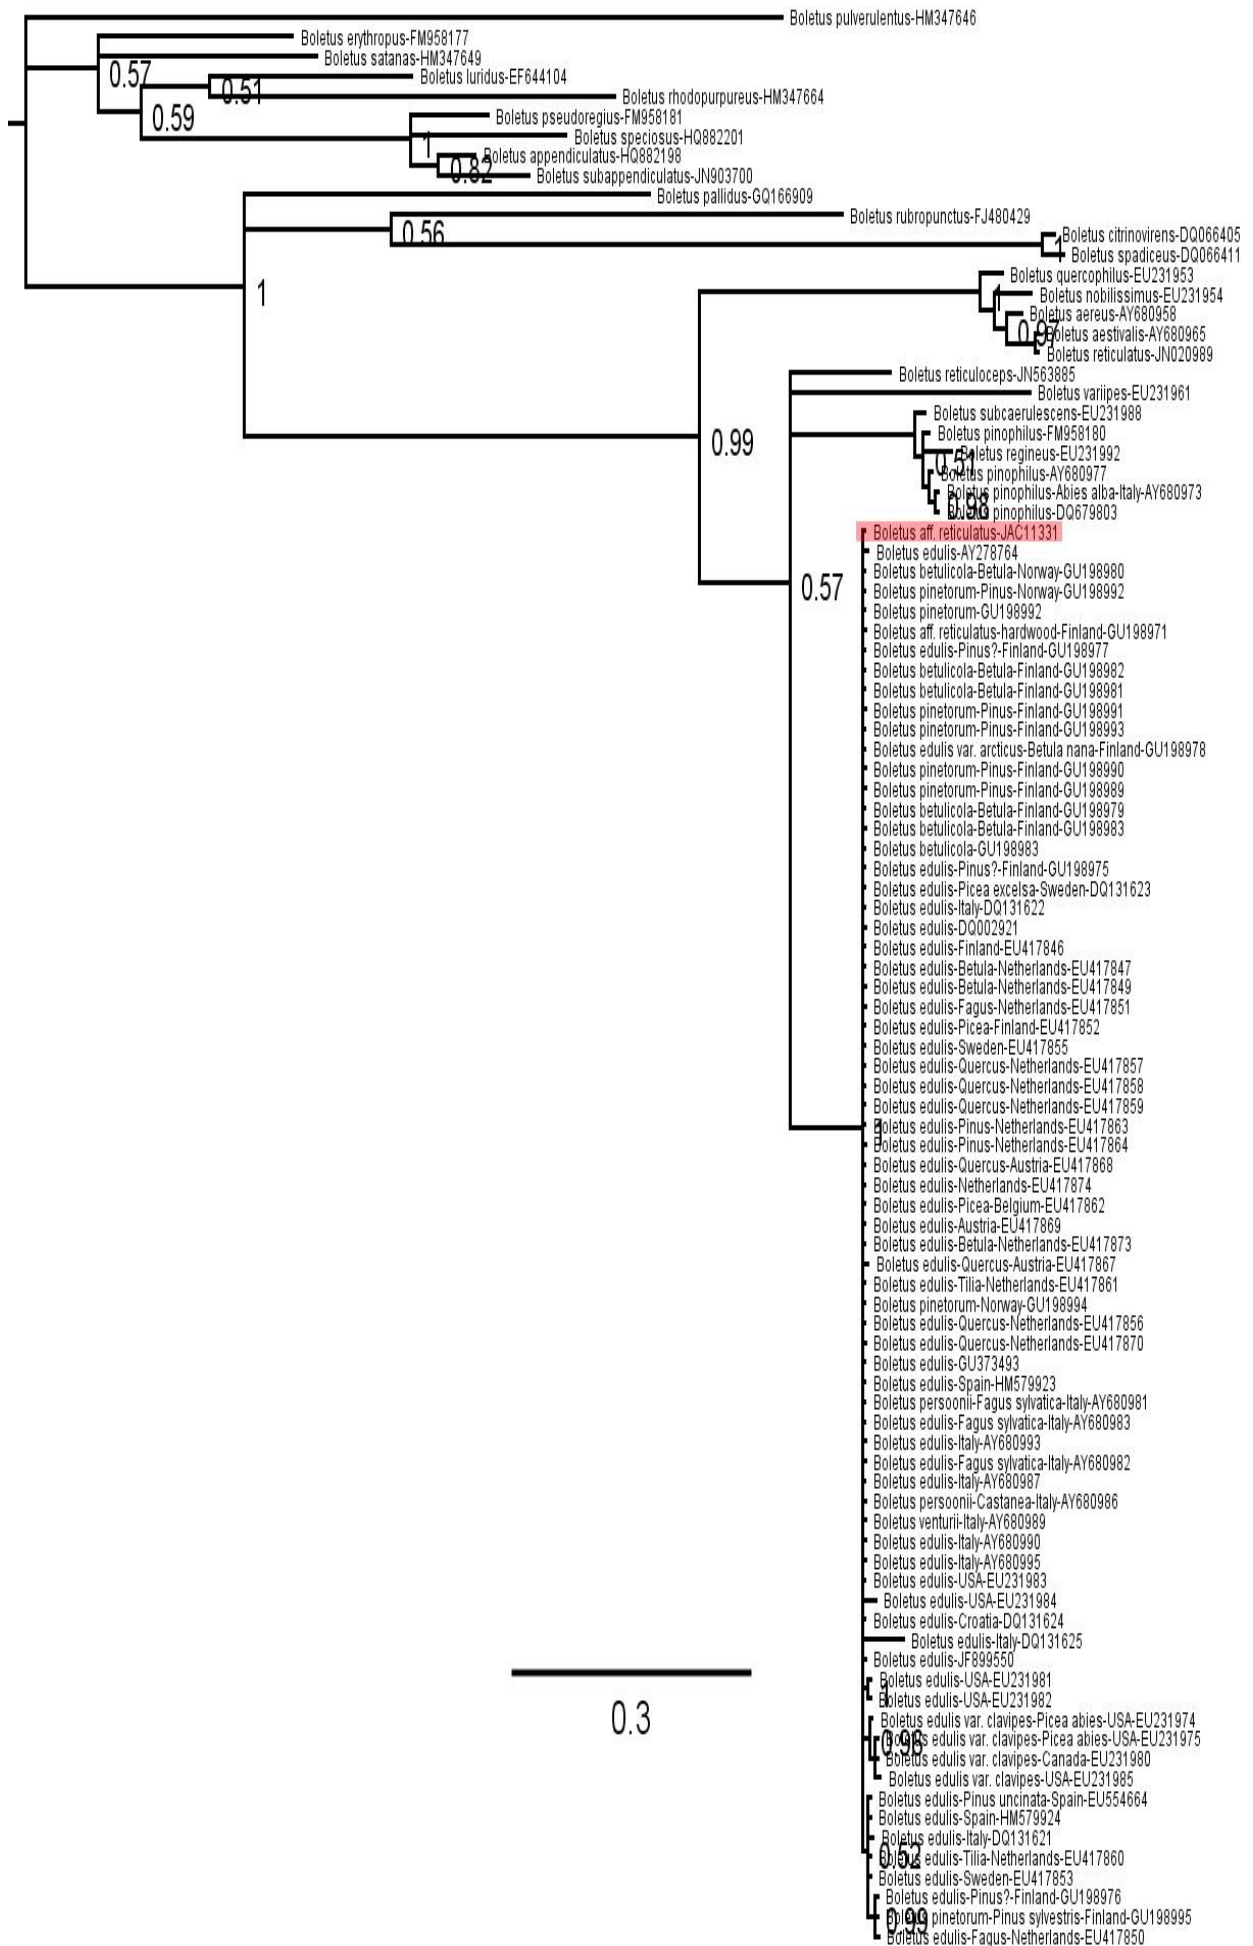 Boletus pulverulentus-HM347646
Boletus erythropus-FM958177
Boletus satanas-HM347649
0.57
Boletus luridus-EF644104
0.51
Boletus rhodopurpureus-HM347664
0.59
Boletus pseudoregius-FM958181
Boletus speciosus-HQ882201
1
Boletus appendiculatus-HQ882198
0.82
Boletus subappendiculatus-JN903700
Boletus pallidus-GQ166909
Boletus rubropunctus-FJ480429
0.56
Boletus citrinovirens-DQ066405
1
Boletus spadiceus-DQ066411
Boletus quercophilus-EU231953
1
Boletus nobilissimus-EU231954
1
Boletus aereus-AY680958
0.97
Boletus aestivalis-AY680965
Boletus reticulatus-JN020989
Boletus reticuloceps-JN563885
Boletus variipes-EU231961
Boletus subcaerulescens-EU231988
Boletus pinophilus-FM958180
0.99
Boletus regineus-EU231992
0.51
Boletus pinophilus-AY680977
Boletus pinophilus-Abies alba-Italy-AY680973
0.98
Boletus pinophilus-DQ679803
Boletus aff. reticulatus-JAC11331
Boletus edulis-AY278764
Boletus betulicola-Betula-Norway-GU198980
0.57
Boletus pinetorum-Pinus-Norway-GU198992
Boletus pinetorum-GU198992
Boletus aff. reticulatus-hardwood-Finland-GU198971
Boletus edulis-Pinus?-Finland-GU198977
Boletus betulicola-Betula-Finland-GU198982
Boletus betulicola-Betula-Finland-GU198981
Boletus pinetorum-Pinus-Finland-GU198991
Boletus pinetorum-Pinus-Finland-GU198993
Boletus edulis var. arcticus-Betula nana-Finland-GU198978
Boletus pinetorum-Pinus-Finland-GU198990
Boletus pinetorum-Pinus-Finland-GU198989
Boletus betulicola-Betula-Finland-GU198979
Boletus betulicola-Betula-Finland-GU198983
Boletus betulicola-GU198983
Boletus edulis-Pinus?-Finland-GU198975
Boletus edulis-Picea excelsa-Sweden-DQ131623
Boletus edulis-Italy-DQ131622
Boletus edulis-DQ002921
Boletus edulis-Finland-EU417846
Boletus edulis-Betula-Netherlands-EU417847
Boletus edulis-Betula-Netherlands-EU417849
Boletus edulis-Fagus-Netherlands-EU417851
Boletus edulis-Picea-Finland-EU417852
Boletus edulis-Sweden-EU417855
Boletus edulis-Quercus-Netherlands-EU417857
Boletus edulis-Quercus-Netherlands-EU417858
Boletus edulis-Quercus-Netherlands-EU417859
Boletus edulis-Pinus-Netherlands-EU417863
1
Boletus edulis-Pinus-Netherlands-EU417864
Boletus edulis-Quercus-Austria-EU417868
Boletus edulis-Netherlands-EU417874
Boletus edulis-Picea-Belgium-EU417862
Boletus edulis-Austria-EU417869
Boletus edulis-Betula-Netherlands-EU417873
Boletus edulis-Quercus-Austria-EU417867
Boletus edulis-Tilia-Netherlands-EU417861
Boletus pinetorum-Norway-GU198994
Boletus edulis-Quercus-Netherlands-EU417856
Boletus edulis-Quercus-Netherlands-EU417870
Boletus edulis-GU373493
Boletus edulis-Spain-HM579923
Boletus persoonii-Fagus sylvatica-Italy-AY680981
Boletus edulis-Fagus sylvatica-Italy-AY680983
Boletus edulis-Italy-AY680993
Boletus edulis-Fagus sylvatica-Italy-AY680982
Boletus edulis-Italy-AY680987
Boletus persoonii-Castanea-Italy-AY680986
Boletus venturii-Italy-AY680989
Boletus edulis-Italy-AY680990
Boletus edulis-Italy-AY680995
Boletus edulis-USA-EU231983
Boletus edulis-USA-EU231984
Boletus edulis-Croatia-DQ131624
Boletus edulis-Italy-DQ131625
Boletus edulis-JF899550
Boletus edulis-USA-EU231981
1
Boletus edulis-USA-EU231982
0.3
Boletus edulis var. clavipes-Picea abies-USA-EU231974
Boletus edulis var. clavipes-Picea abies-USA-EU231975
0.96
Boletus edulis var. clavipes-Canada-EU231980
Boletus edulis var. clavipes-USA-EU231985
Boletus edulis-Pinus uncinata-Spain-EU554664
Boletus edulis-Spain-HM579924
Boletus edulis-Italy-DQ131621
0.52
Boletus edulis-Tilia-Netherlands-EU417860
Boletus edulis-Sweden-EU417853
Boletus edulis-Pinus?-Finland-GU198976
0.99
Boletus pinetorum-Pinus sylvestris-Finland-GU198995
Boletus edulis-Fagus-Netherlands-EU417850